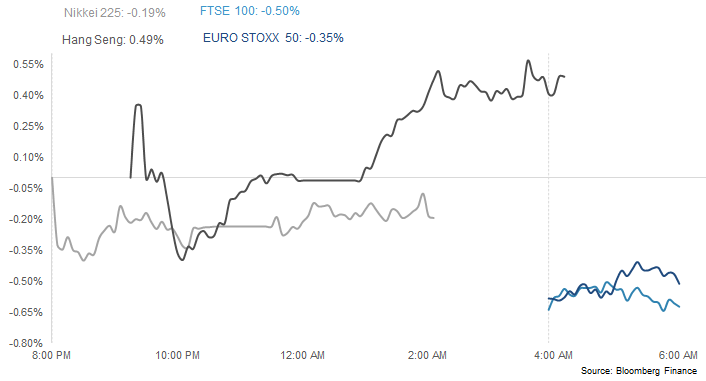 Nikkei 225: -0.19%
FTSE 100: -0.50%
Hang Seng: 0.49%
EURO STOXX 50: -0.35%
0.55%
0.40%
0.25%
0.10%
-0.05%
-0.20%
-0.35%
-0.50%
-0.65%
-0.80%
8:00 PM
10:00 PM
12:00 AM
2:00 AM
4:00 AM
6:00 AM
Source: Bloomberg Finance